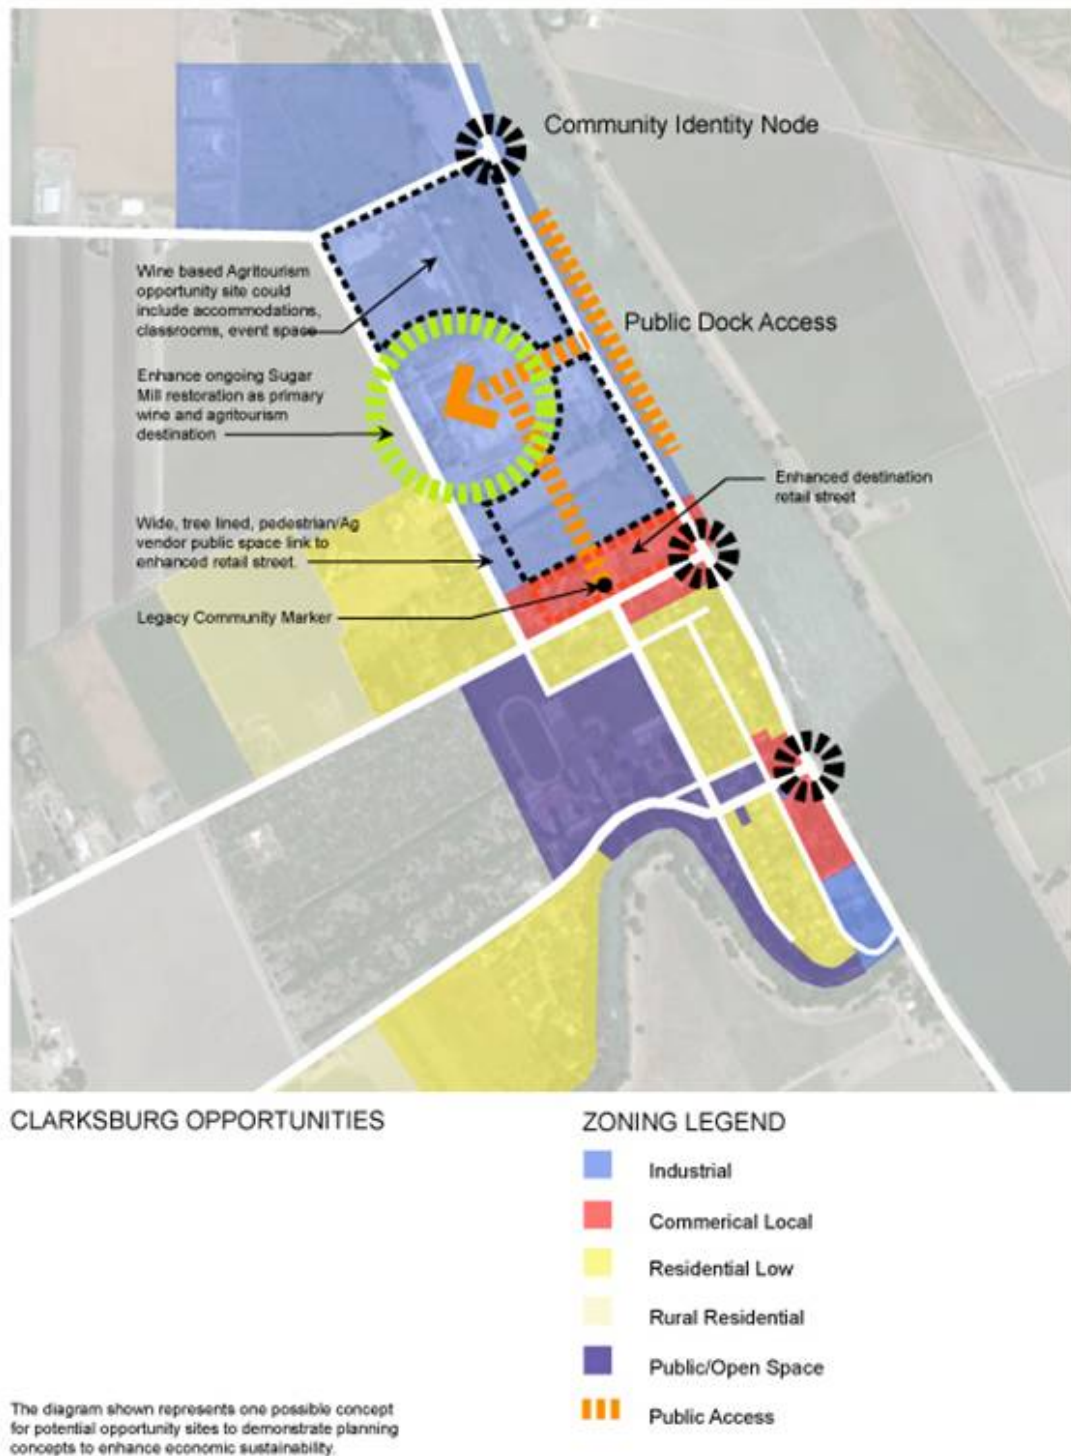 Community Identity Node
Wine based Agritourism
opportunity site could
include accommodations,
classrooms, event space
Public Dock Access
Enhance ongoing Sugar
Mill restoration as primary
wine and agritourism
destination
Enhanced destination
retail street
Wide, tree lined, pedestrian/Ag
vendor public space link to
enhanced retail street.
Legacy Community Marker
CLARKSBURG OPPORTUNITIES
ZONING LEGEND
Industrial
Commerical Local
Residential Low
Rural Residential
Public/Open Space
Public Access
The diagram shown represents one possible concept
for potential opportunity sites to demonstrate planning
concepts to enhance economic sustainability.